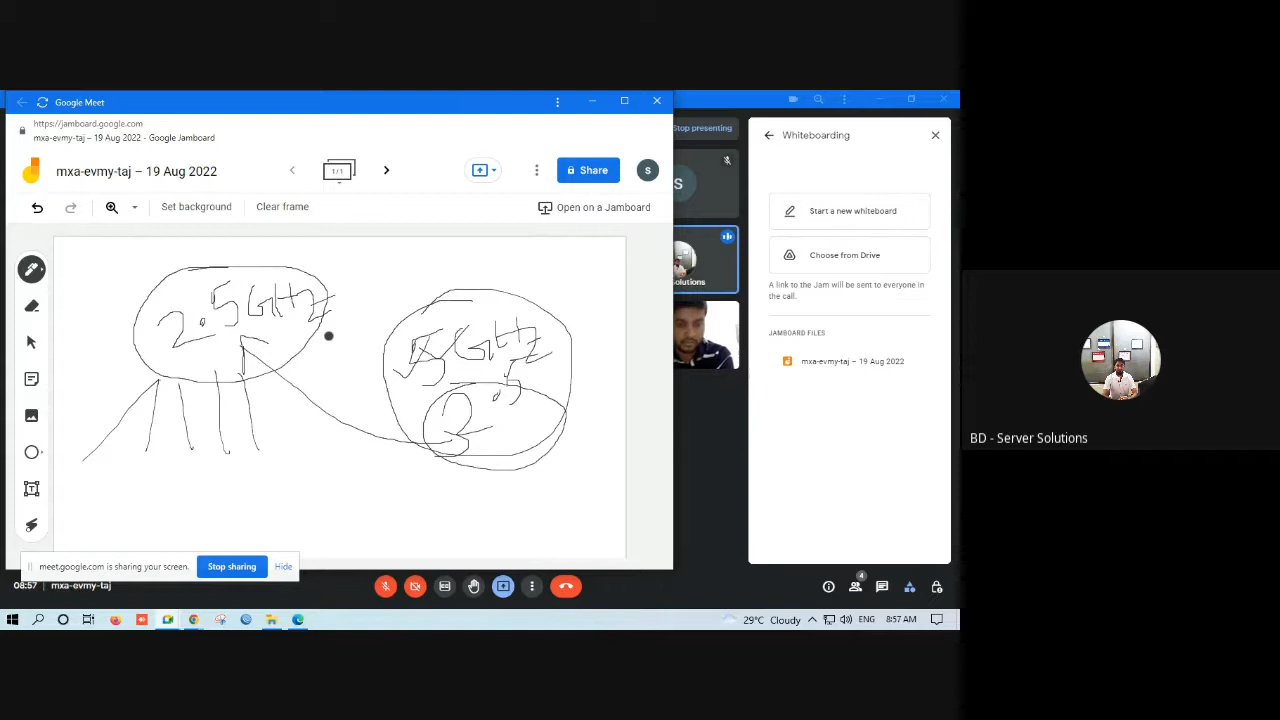 Google Meet
https://jamboard.google.com
mxa-evmy-taj – 19 Aug 2022 - Google Jamboard
Stop presenting
Whiteboarding
mxa-evmy-taj – 19 Aug 2022
1/1
Share
S
S
Set background
Clear frame
Open on a Jamboard
Start a new whiteboard
Choose from Drive
A link to the Jam will be sent to everyone in
the call.
JAMBOARD FILES
mxa-evmy-taj – 19 Aug 2022
Solutions
2.5GHz
5GHz
BD - Server Solutions
meet.google.com is sharing your screen.
Stop sharing
Hide
08:57
mxa-evmy-taj
4
29°C Cloudy
ENG
8:57 AM